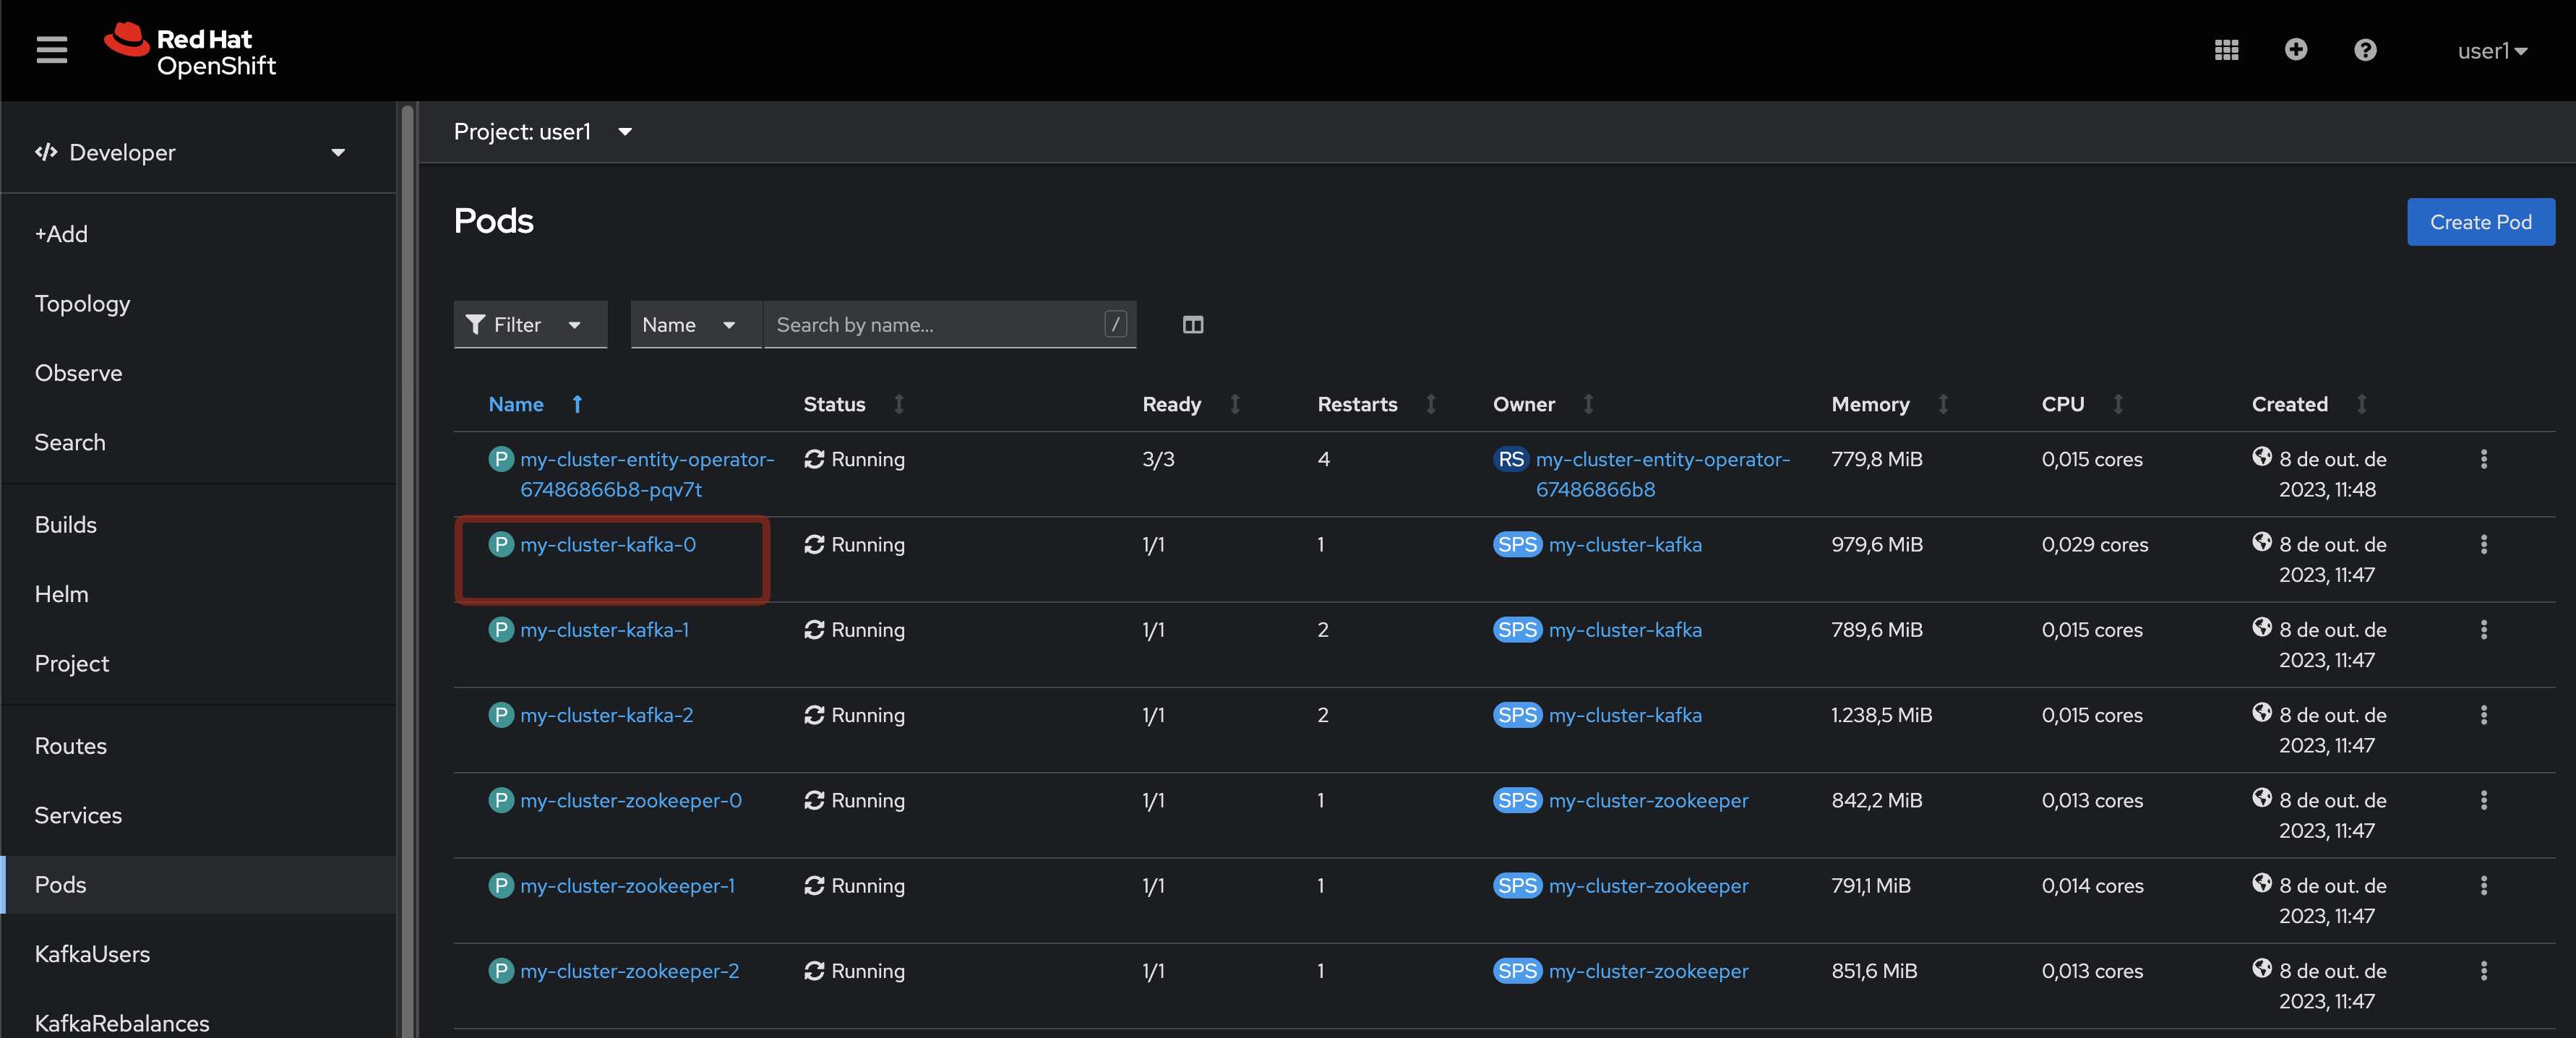 Red Hat
OpenShift
user1
Developer
Project: user1
+Add
Topology
Observe
Search
Builds
Helm
Project
Routes
Services
Pods
KafkaUsers
KafkaRebalances
Pods
Create Pod
Filter
Name
Search by name...
/
Name Status Ready Restarts Owner Memory CPU Created
P my-cluster-entity-operator- Running 3/3 4 RS my-cluster-entity-operator- 779,8 MiB 0,015 cores 8 de out. de
67486866b8-pqv7t 67486866b8 2023, 11:48
P my-cluster-kafka-0 Running 1/1 1 SPS my-cluster-kafka 979,6 MiB 0,029 cores 8 de out. de
2023, 11:47
P my-cluster-kafka-1 Running 1/1 2 SPS my-cluster-kafka 789,6 MiB 0,015 cores 8 de out. de
2023, 11:47
P my-cluster-kafka-2 Running 1/1 2 SPS my-cluster-kafka 1.238,5 MiB 0,015 cores 8 de out. de
2023, 11:47
P my-cluster-zookeeper-0 Running 1/1 1 SPS my-cluster-zookeeper 842,2 MiB 0,013 cores 8 de out. de
2023, 11:47
P my-cluster-zookeeper-1 Running 1/1 1 SPS my-cluster-zookeeper 791,1 MiB 0,014 cores 8 de out. de
2023, 11:47
P my-cluster-zookeeper-2 Running 1/1 1 SPS my-cluster-zookeeper 851,6 MiB 0,013 cores 8 de out. de
2023, 11:47